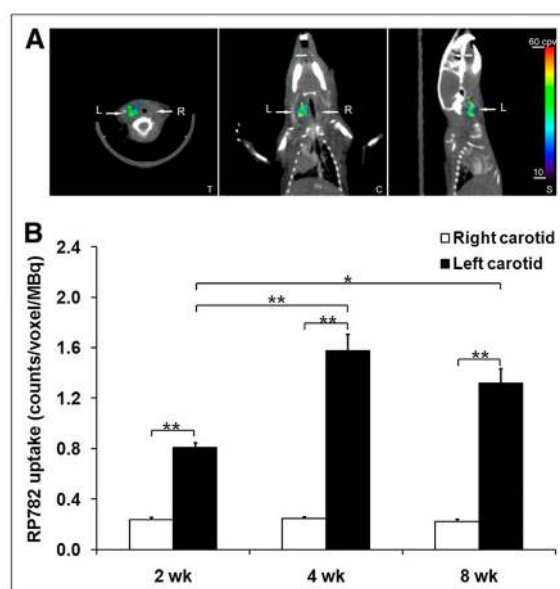 A
L
R
T
L
R
C
L
S
60 cpv
10
B
Right carotid
Left carotid
RP782 uptake (counts/voxel/MBq)
2.4
2.0
1.6
1.2
0.8
0.4
0.0
*
**
**
**
**
2 wk 4 wk 8 wk